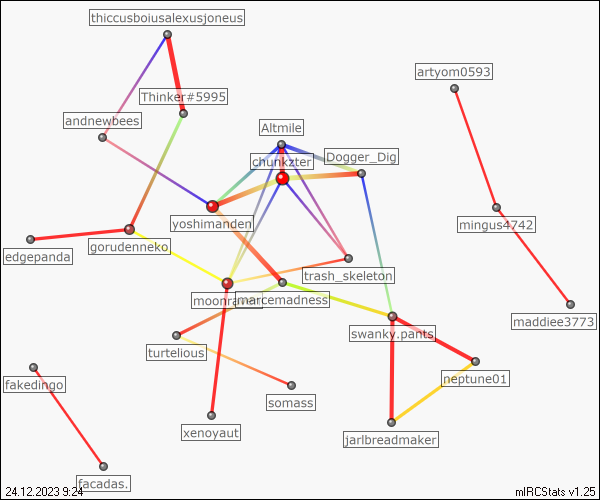 thiccusboiusalexusjoneus
artyom0593
Thinker#5995
andnewbees
Altmile
Dogger_Dig
chunkzter
yoshimanden
mingus4742
gorudenneko
edgepanda
trash_skeleton
marcemadness
maddiee3773
swanky.pants.
turtelious
neptune01
fakedingo
somass
xenoyaut
jarlbreadmaker
facadas.
24.12.2023 9:24
mIRCStats v1.25